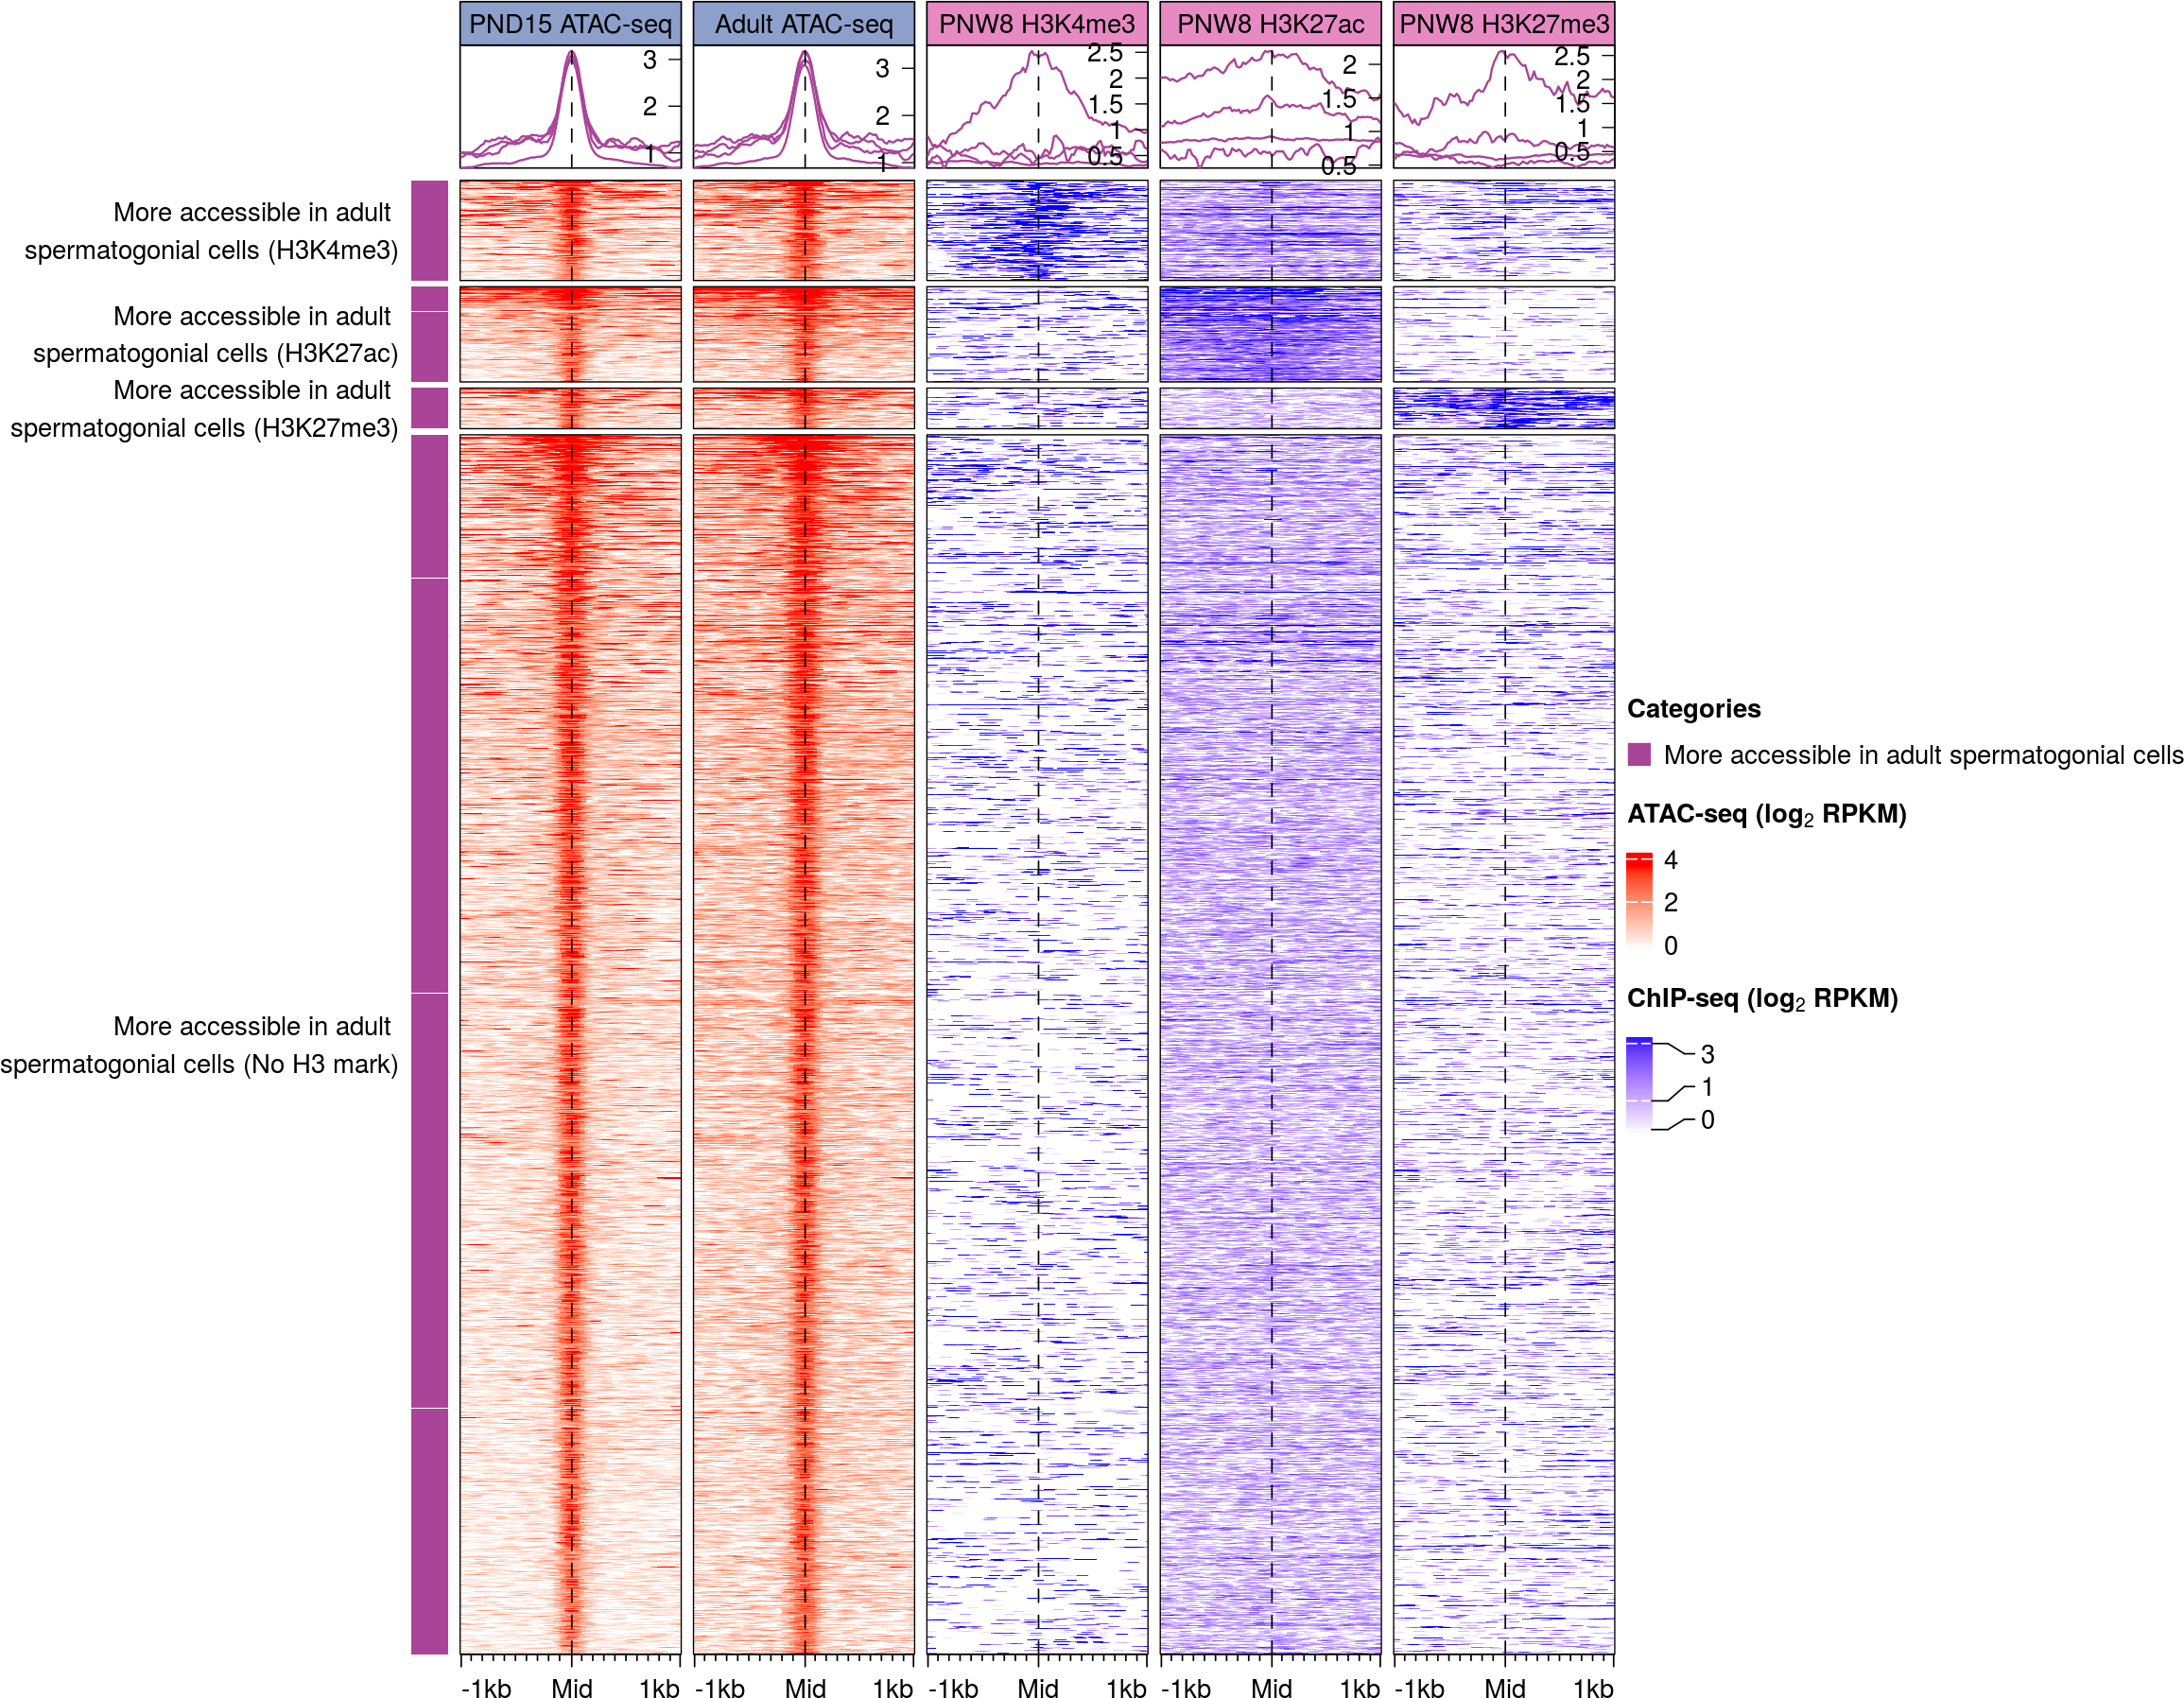 PND15 ATAC-seq
Adult ATAC-seq
PNW8 H3K4me3
PNW8 H3K27ac
PNW8 H3K27me3
3
2
1
3
2
1
2.5
2
1.5
1
0.5
2
1.5
1
0.5
2.5
2
1.5
1
0.5
More accessible in adult
spermatogonial cells (H3K4me3)
More accessible in adult
spermatogonial cells (H3K27ac)
More accessible in adult
spermatogonial cells (H3K27me3)
More accessible in adult
spermatogonial cells (No H3 mark)
Categories
More accessible in adult spermatogonial cells
ATAC-seq (log₂ RPKM)
4
2
0
ChIP-seq (log₂ RPKM)
3
1
0
-1kb Mid 1kb
-1kb Mid 1kb
-1kb Mid 1kb
-1kb Mid 1kb
-1kb Mid 1kb